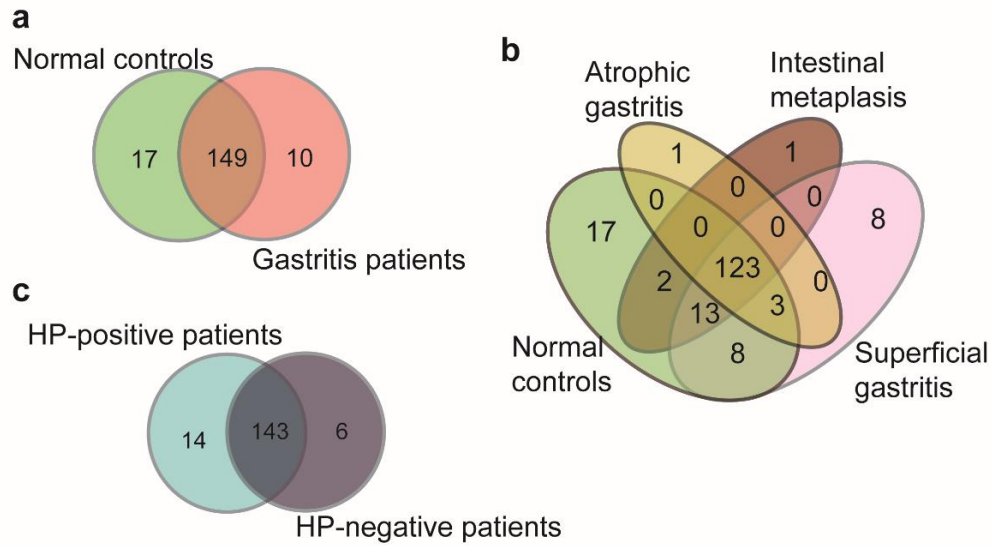 a
Normal controls
17
149
10
Gastritis patients
b
Atrophic
gastritis
Intestinal
metaplasis
1
1
0
0
0
8
17
0
0
123
0
2
13
3
8
Normal
controls
Superficial
gastritis
c
HP-positive patients
14
143
6
HP-negative patients